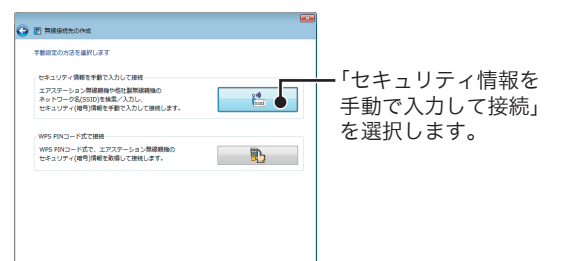 無線接続先の作成
手動設定の方法を選択します
セキュリティ情報を手動で入力して接続
エアステーション無線親機や他社製無線親機の
ネットワーク名(SSID)を検索／入力し、
セキュリティ(暗号)情報を手動で入力して接続します。
SSID
WPS PINコード式で接続
WPS PINコード式で、エアステーション無線親機の
セキュリティ(暗号)情報を取得して接続します。
「セキュリティ情報を
手動で入力して接続」
を選択します。